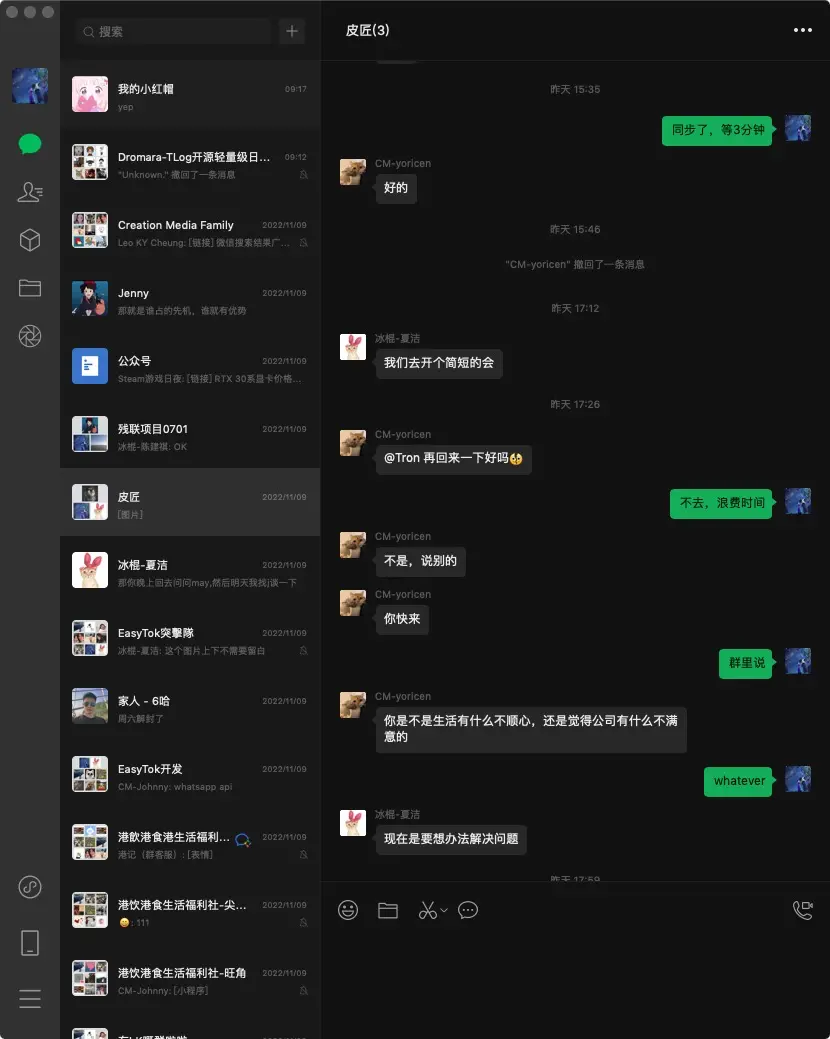 搜索
我的小红帽
09:17
yep
Dromara-TLog开源轻量级日...
09:12
"Unknown." 撤回了一条消息
Creation Media Family
2022/11/09
Leo KY Cheung: [链接] 微信搜索结果广...
Jenny
2022/11/09
那就是谁占的先机，谁就有优势
公众号
2022/11/09
Steam游戏日夜: [链接] RTX 30系显卡价格...
残联项目0701
2022/11/09
冰棍-陈建祺: OK
皮匠
2022/11/09
[图片]
冰棍-夏洁
2022/11/09
那你晚上回去问问may,然后明天我找j谈一下
EasyTok突擊隊
2022/11/09
冰棍-夏洁: 这个图片上下不需要留白
家人 - 6哈
2022/11/09
周六解封了
EasyTok开发
2022/11/09
CM-Johnny: whatsapp api
港飲港食港生活福利...
2022/11/09
港记（群客服）: [表情]
港饮港食生活福利社-尖...
2022/11/09
: 111
港饮港食生活福利社-旺角
2022/11/09
CM-Johnny: [小程序]
皮匠(3)
昨天 15:35
同步了，等3分钟
CM-yoricen
好的
昨天 15:46
"CM-yoricen" 撤回了一条消息
昨天 17:12
冰棍-夏洁
我们去开个简短的会
昨天 17:26
CM-yoricen
@Tron 再回来一下好吗
不去，浪费时间
CM-yoricen
不是，说别的
CM-yoricen
你快来
群里说
CM-yoricen
你是不是生活有什么不顺心，还是觉得公司有什么不满
意的
whatever
冰棍-夏洁
现在是要想办法解决问题
昨天 17:59